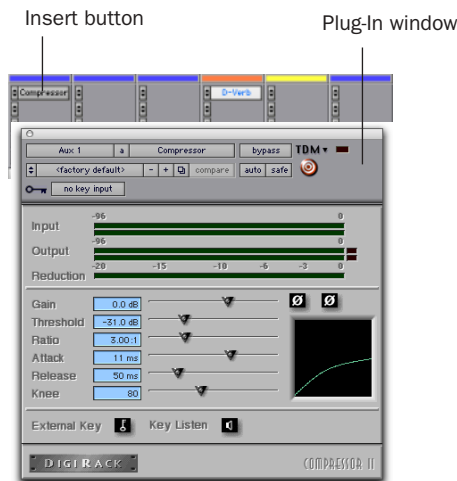 Insert button
Plug-In window
Compressor
D-Verb
Aux 1 a Compressor bypass TDM
<factory default> - + compare auto safe
no key input
-96 0
Input
-96 0
Output
-20 -15 -10 -6 -3 0
Reduction
Gain 0.0 dB Ø Ø
Threshold -31.0 dB
Ratio 3.00:1
Attack 11 ms
Release 50 ms
Knee 80
External Key Key Listen
DIGIRACK COMPRESSOR II